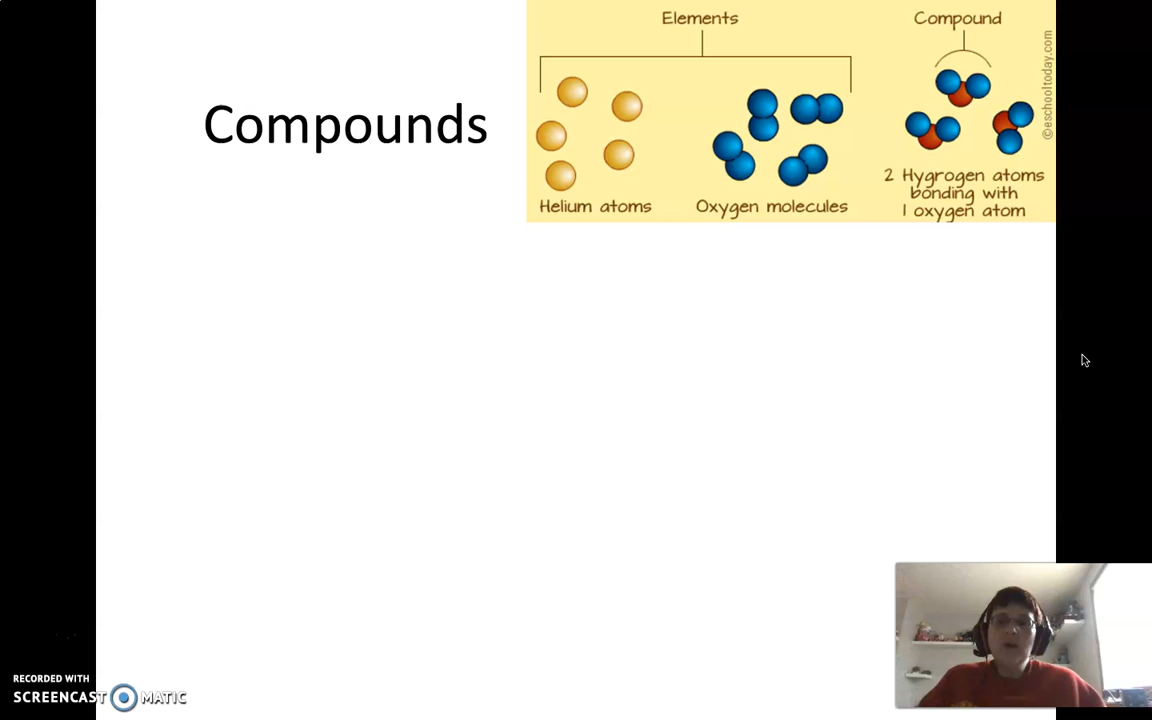 Compounds
Elements
Helium atoms
Oxygen molecules
Compound
2 Hygrogen atoms
bonding with
1 oxygen atom
©eschooltoday.com
RECORDED WITH
SCREENCAST MATIC